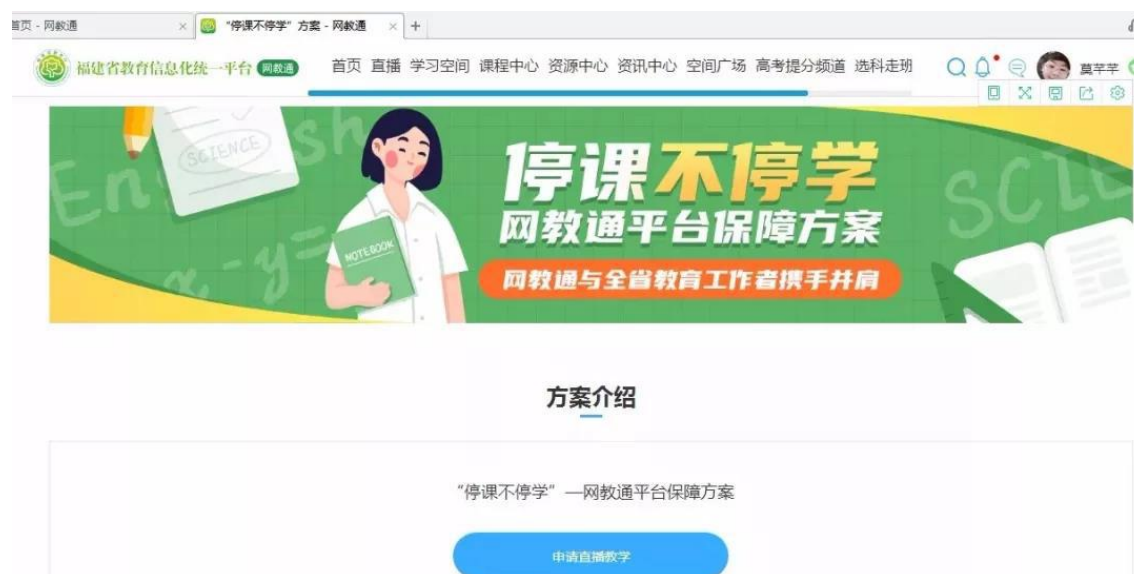 首页 - 网教通
“停课不停学” 方案 - 网教通
福建省教育信息化统一平台 网教通
首页 直播 学习空间 课程中心 资源中心 资讯中心 空间广场 高考提分频道 选科走班
莫芊芊
English
SCIENCE
x - y =
NOTEBOOK
停课不停学
网教通平台保障方案
网教通与全省教育工作者携手并肩
方案介绍
“停课不停学” —网教通平台保障方案
申请直播教学